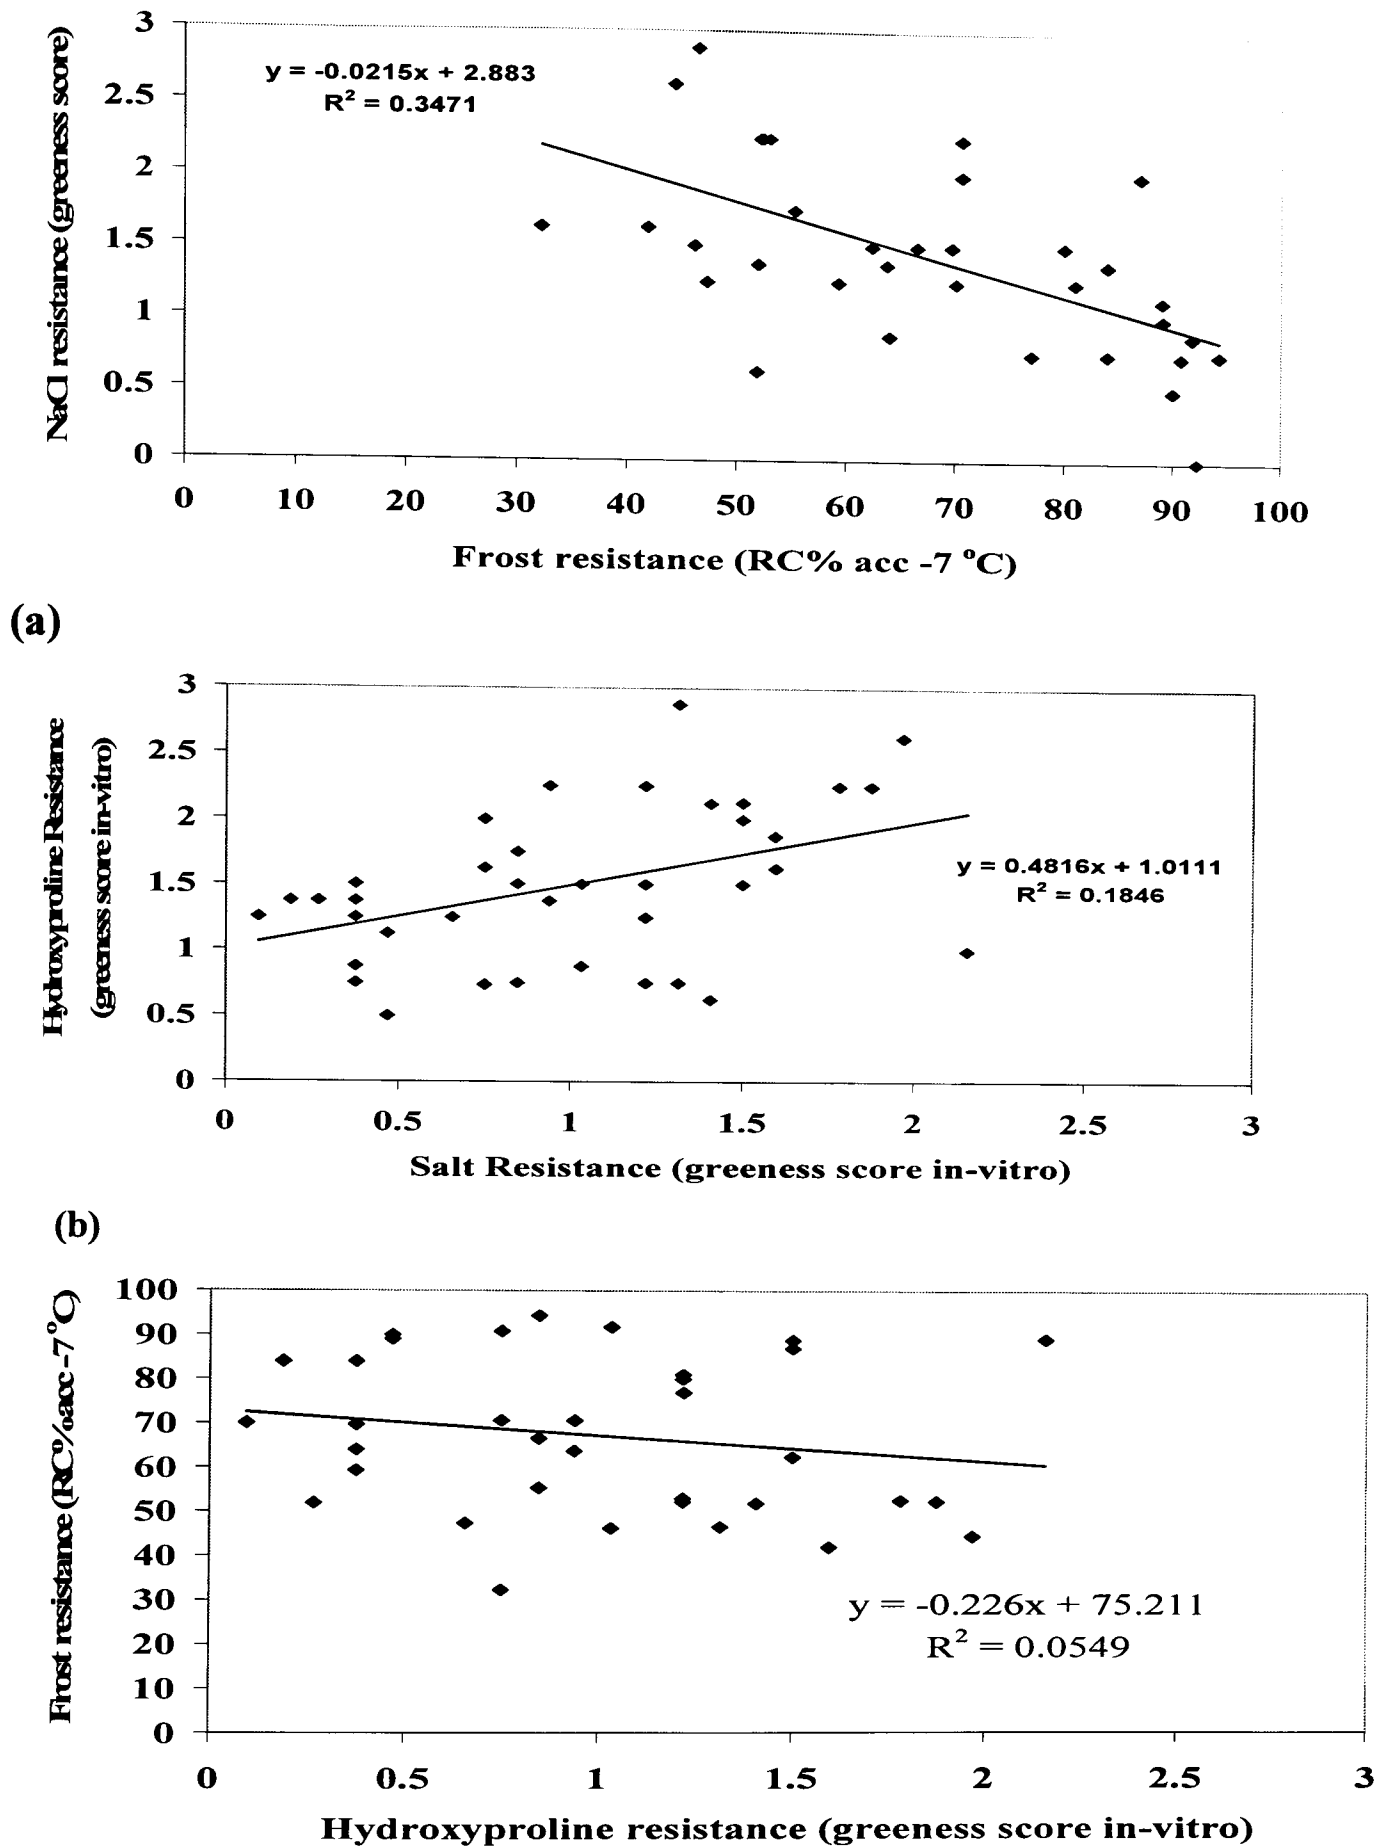 3
2.5
2
1.5
1
0.5
0
NaCl resistance (greeness score)
y = -0.0215x + 2.883
R² = 0.3471
0 10 20 30 40 50 60 70 80 90 100
Frost resistance (RC% acc -7 °C)
(a)
3
2.5
2
1.5
1
0.5
0
Hydroxyproline Resistance
(greeness score in-vitro)
y = 0.4816x + 1.0111
R² = 0.1846
0 0.5 1 1.5 2 2.5 3
Salt Resistance (greeness score in-vitro)
(b)
100
90
80
70
60
50
40
30
20
10
0
Frost resistance (RC%acc -7°C)
y = -0.226x + 75.211
R² = 0.0549
0 0.5 1 1.5 2 2.5 3
Hydroxyproline resistance (greeness score in-vitro)